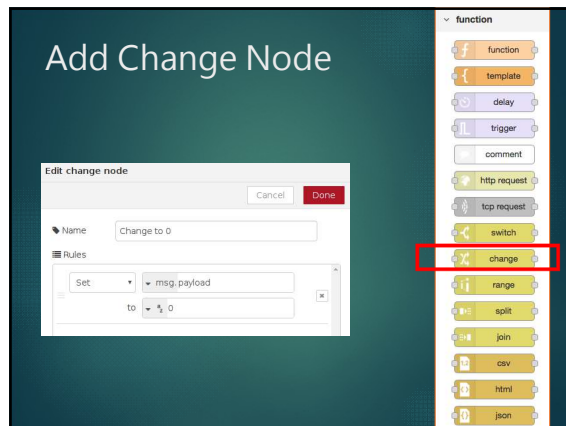 Add Change Node
Edit change node
Cancel Done
Name Change to 0
Rules
Set msg.payload
to 0
function
function
template
delay
trigger
comment
http request
tcp request
switch
change
range
split
join
csv
html
json